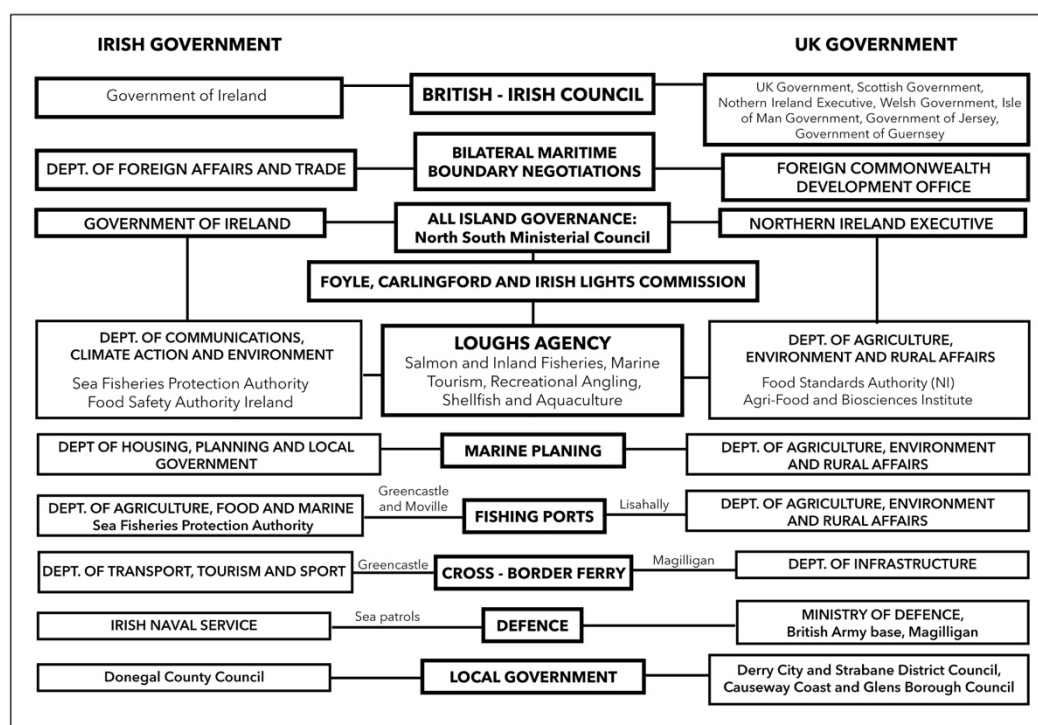 IRISH GOVERNMENT
UK GOVERNMENT
Government of Ireland
BRITISH - IRISH COUNCIL
UK Government, Scottish Government,
Nothern Ireland Executive, Welsh Government, Isle
of Man Government, Government of Jersey,
Government of Guernsey
DEPT. OF FOREIGN AFFAIRS AND TRADE
BILATERAL MARITIME
BOUNDARY NEGOTIATIONS
FOREIGN COMMONWEALTH
DEVELOPMENT OFFICE
GOVERNMENT OF IRELAND
ALL ISLAND GOVERNANCE:
North South Ministerial Council
NORTHERN IRELAND EXECUTIVE
FOYLE, CARLINGFORD AND IRISH LIGHTS COMMISSION
DEPT. OF COMMUNICATIONS,
CLIMATE ACTION AND ENVIRONMENT
Sea Fisheries Protection Authority
Food Safety Authority Ireland
LOUGHS AGENCY
Salmon and Inland Fisheries, Marine
Tourism, Recreational Angling,
Shellfish and Aquaculture
DEPT. OF AGRICULTURE,
ENVIRONMENT AND RURAL AFFAIRS
Food Standards Authority (NI)
Agri-Food and Biosciences Institute
DEPT OF HOUSING, PLANNING AND LOCAL
GOVERNMENT
MARINE PLANING
DEPT. OF AGRICULTURE, ENVIRONMENT
AND RURAL AFFAIRS
DEPT. OF AGRICULTURE, FOOD AND MARINE
Sea Fisheries Protection Authority
Greencastle
and Moville
FISHING PORTS
Lisahally
DEPT. OF AGRICULTURE, ENVIRONMENT
AND RURAL AFFAIRS
DEPT. OF TRANSPORT, TOURISM AND SPORT
Greencastle
CROSS - BORDER FERRY
Magilligan
DEPT. OF INFRASTRUCTURE
IRISH NAVAL SERVICE
Sea patrols
DEFENCE
MINISTRY OF DEFENCE,
British Army base, Magilligan
Donegal County Council
LOCAL GOVERNMENT
Derry City and Strabane District Council,
Causeway Coast and Glens Borough Council